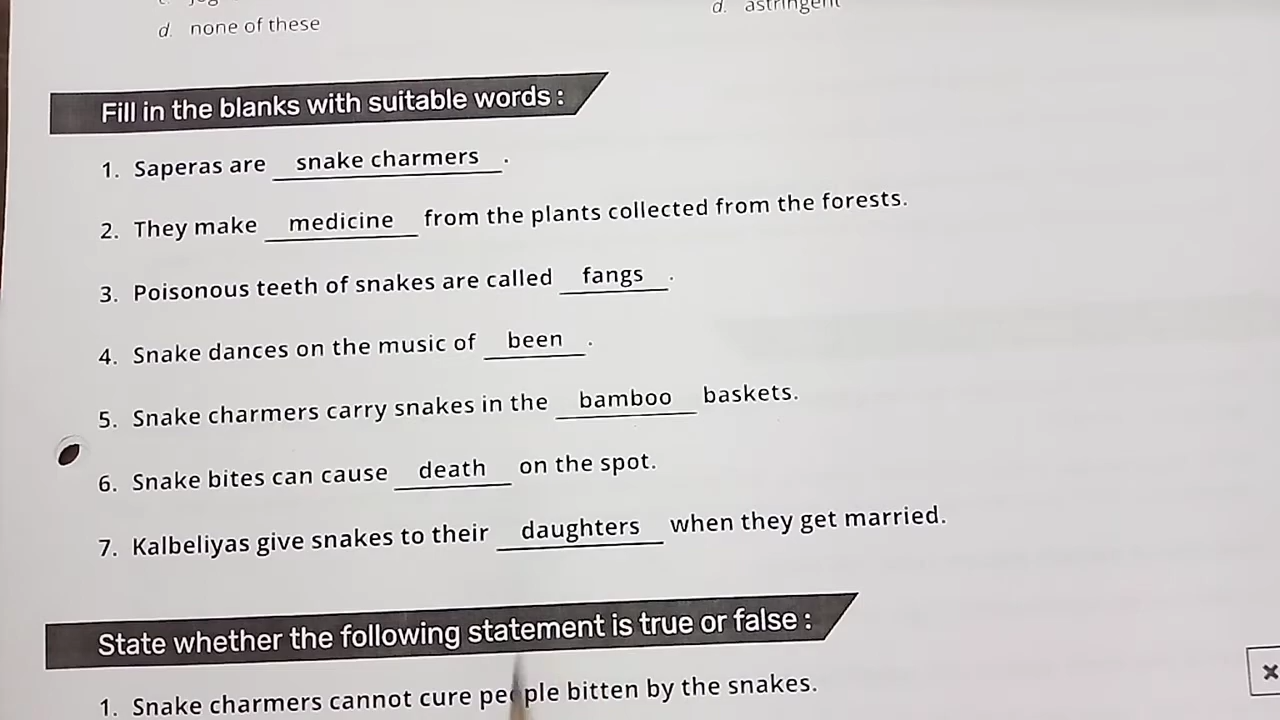 d. none of these
d. astringent
Fill in the blanks with suitable words :
1. Saperas are snake charmers .
2. They make medicine from the plants collected from the forests.
3. Poisonous teeth of snakes are called fangs .
4. Snake dances on the music of been .
5. Snake charmers carry snakes in the bamboo baskets.
6. Snake bites can cause death on the spot.
7. Kalbeliyas give snakes to their daughters when they get married.
State whether the following statement is true or false :
1. Snake charmers cannot cure people bitten by the snakes.
×